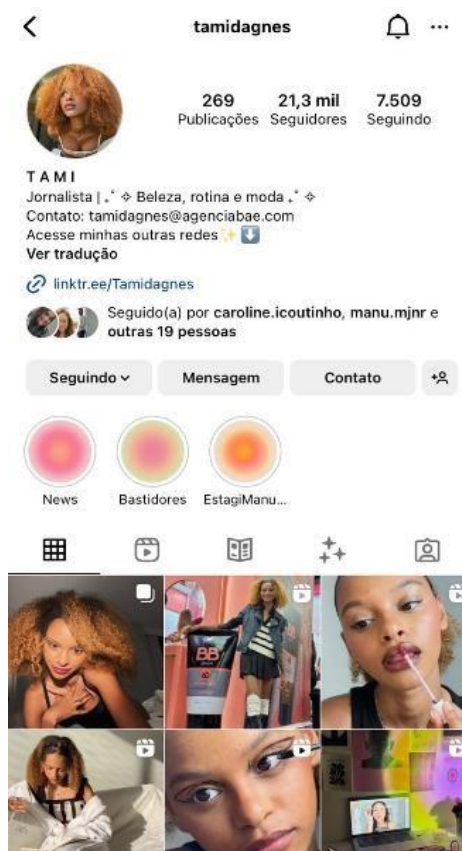 tamidagnes
269 21,3 mil 7.509
Publicações Seguidores Seguindo
T A M I
Jornalista | ₊˚ ✧ Beleza, rotina e moda ₊˚ ✧
Contato: tamidagnes@agenciabae.com
Acesse minhas outras redes✨⬇️
Ver tradução
linktr.ee/Tamidagnes
Seguido(a) por caroline.icoutinho, manu.mjnr e
outras 19 pessoas
Seguindo Mensagem Contato
News Bastidores EstagiManu...
BB